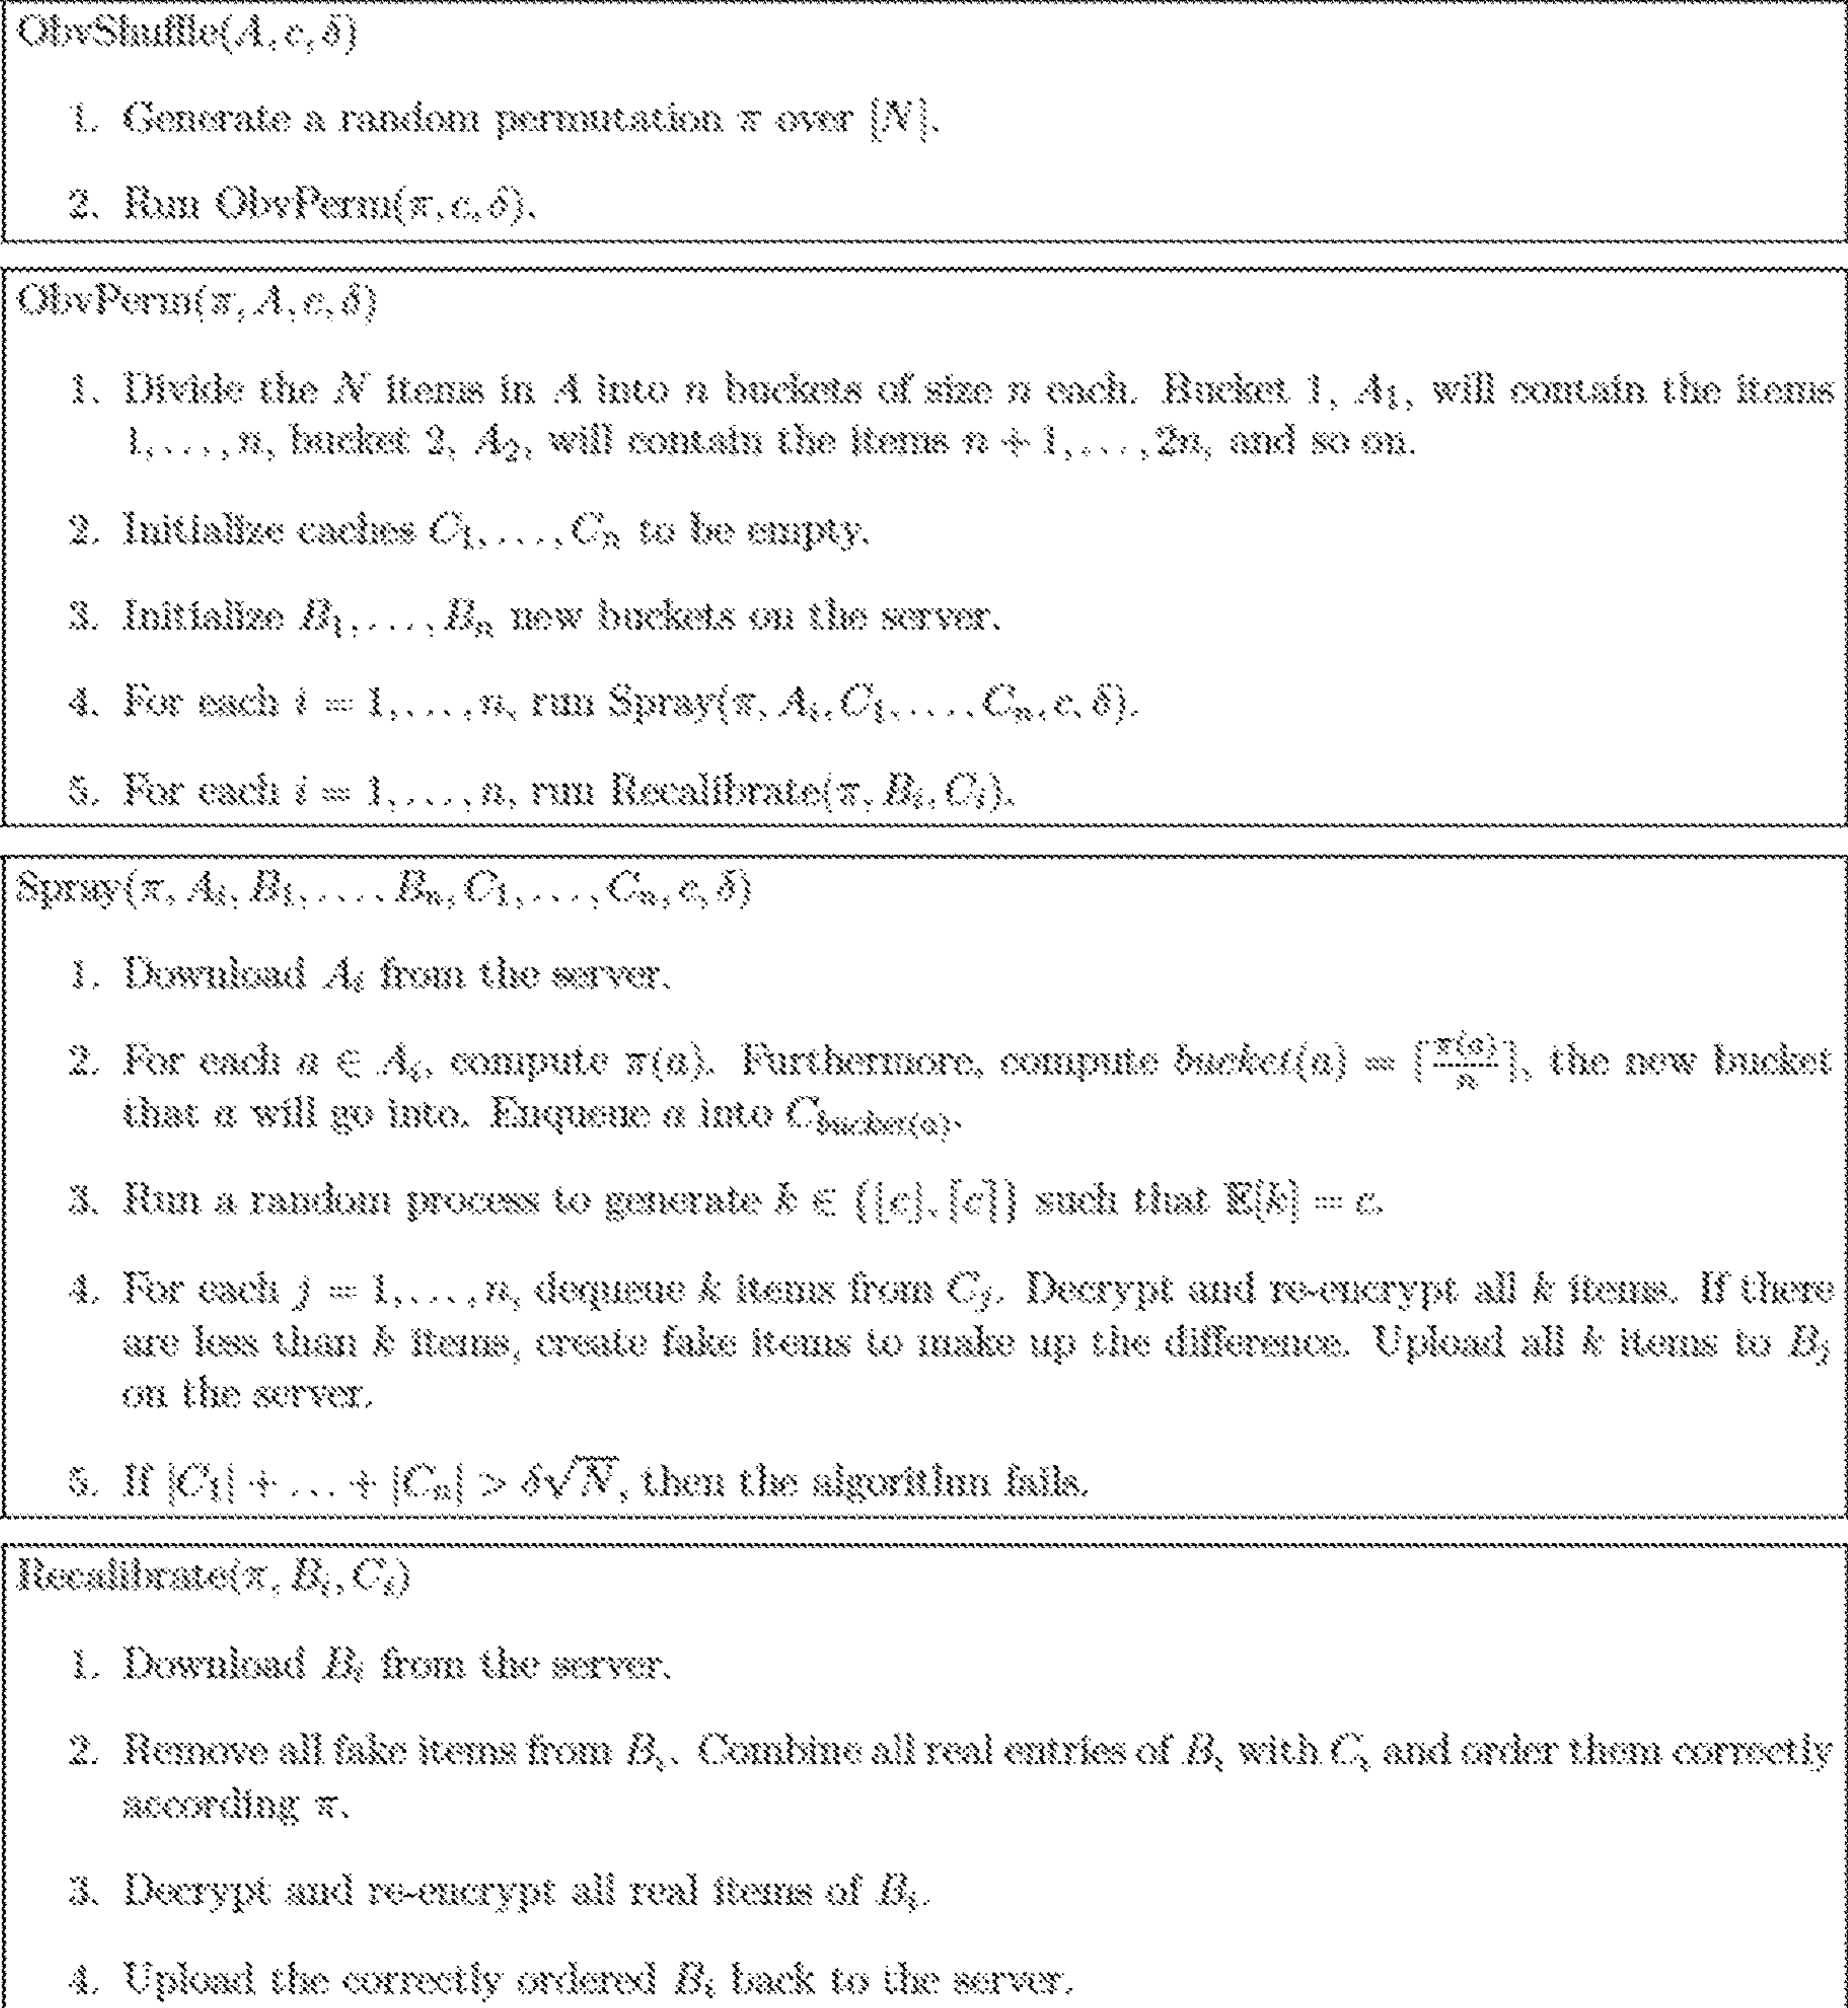 ObvShuffle(A, c, δ)
1. Generate a random permutation π over [N].
2. Run ObvPerm(π, c, δ).
ObvPerm(π, A, c, δ)
1. Divide the N items in A into n buckets of size n each. Bucket 1, A₁, will contain the items
1, . . . , n, bucket 2, A₂, will contain the items n + 1, . . . , 2n, and so on.
2. Initialize caches C₁, . . . , Cₙ to be empty.
3. Initialize B₁, . . . , Bₙ new buckets on the server.
4. For each i = 1, . . . , n, run Spray(π, Aᵢ, C₁, . . . , Cₙ, c, δ).
5. For each i = 1, . . . , n, run Recalibrate(π, Bᵢ, Cᵢ).
Spray(π, Aᵢ, B₁, . . . Bₙ, C₁, . . . , Cₙ, c, δ)
1. Download Aᵢ from the server.
2. For each a ∈ Aᵢ, compute π(a). Furthermore, compute bucket(a) = ⌈π(a)/n⌉, the new bucket
that a will go into. Enqueue a into C_bucket(a).
3. Run a random process to generate k ∈ {⌊c⌋, ⌈c⌉} such that 𝔼[k] = c.
4. For each j = 1, . . . , n, dequeue k items from Cⱼ. Decrypt and re-encrypt all k items. If there
are less than k items, create fake items to make up the difference. Upload all k items to Bⱼ
on the server.
5. If |C₁| + . . . + |Cₙ| > δ√N, then the algorithm fails.
Recalibrate(π, Bᵢ, Cᵢ)
1. Download Bᵢ from the server.
2. Remove all fake items from Bᵢ. Combine all real entries of Bᵢ with Cᵢ and order them correctly
according π.
3. Decrypt and re-encrypt all real items of Bᵢ.
4. Upload the correctly ordered Bᵢ back to the server.